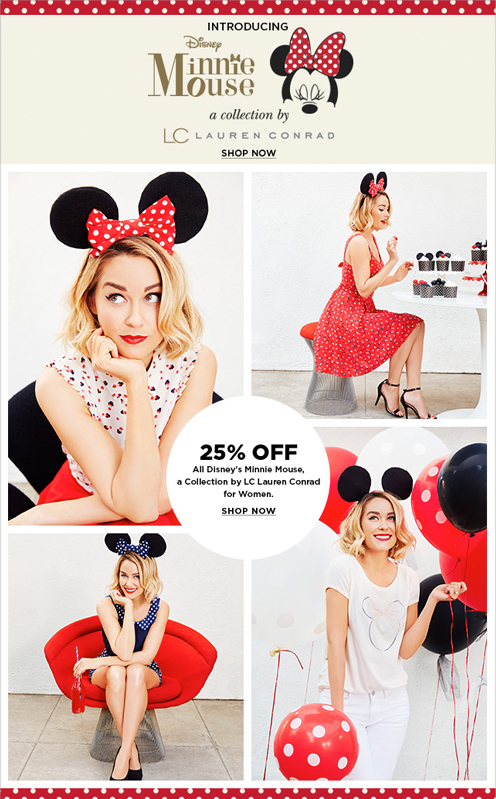 INTRODUCING
Disney
Minnie
Mouse
a collection by
LC LAUREN CONRAD
SHOP NOW
25% OFF
All Disney's Minnie Mouse,
a Collection by LC Lauren Conrad
for Women.
SHOP NOW